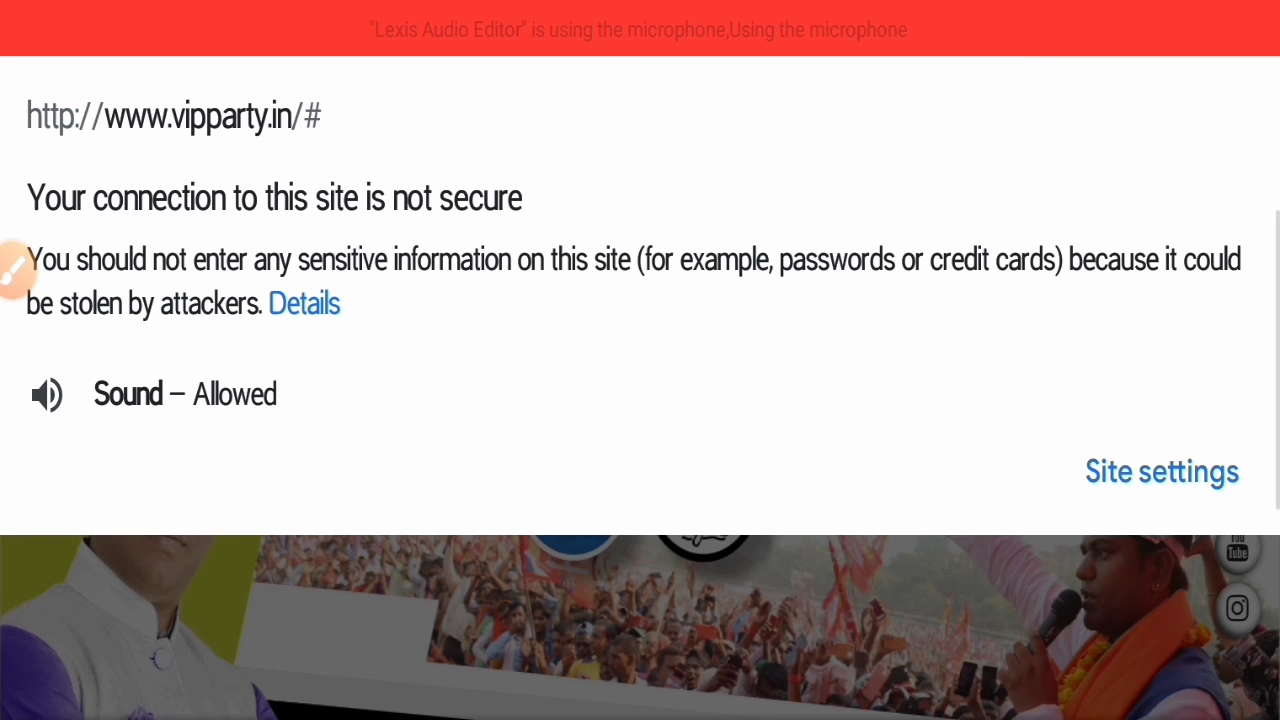 "Lexis Audio Editor" is using the microphone,Using the microphone
http://www.vipparty.in/#
Your connection to this site is not secure
You should not enter any sensitive information on this site (for example, passwords or credit cards) because it could
be stolen by attackers. Details
Sound – Allowed
Site settings
You
Tube